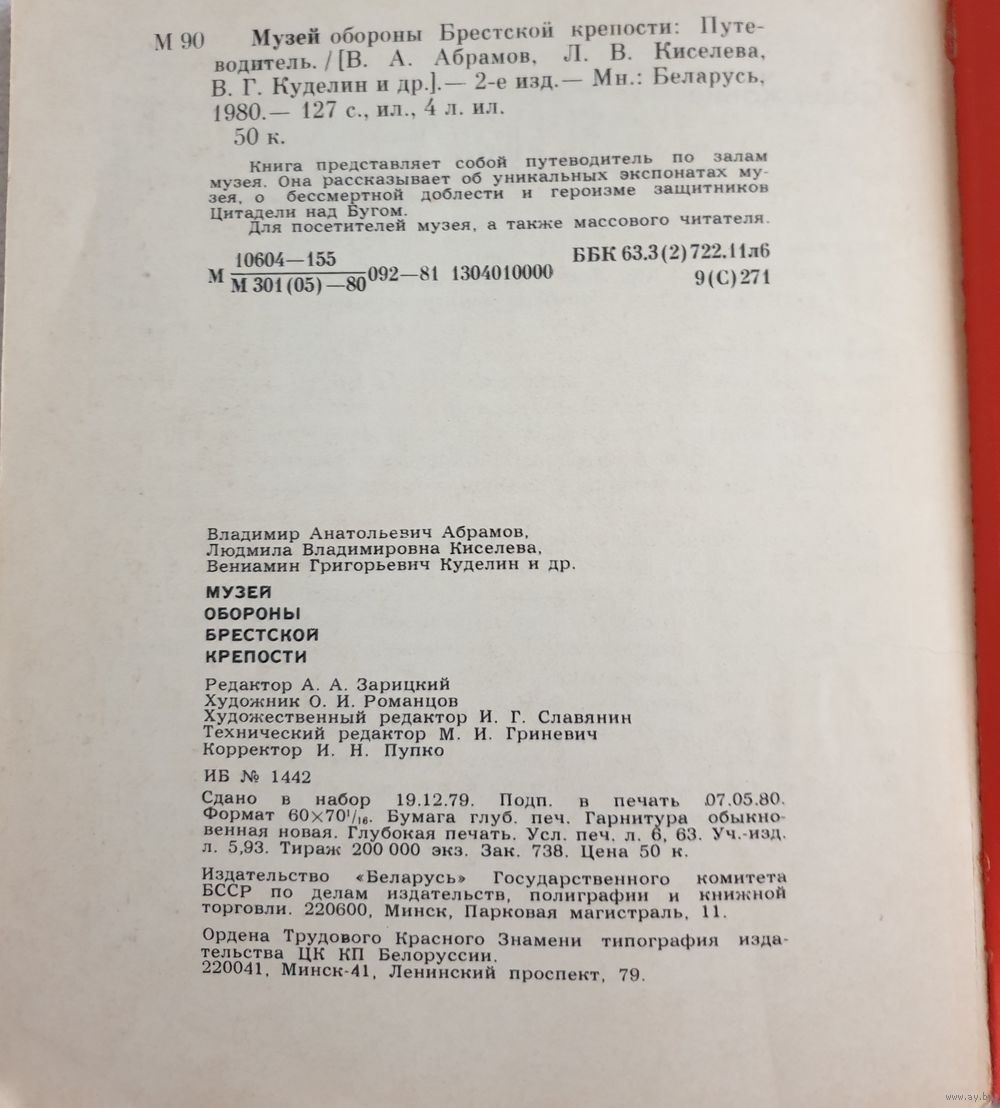 М 90 Музей обороны Брестской крепости: Путе-
водитель. / [В. А. Абрамов, Л. В. Киселева,
В. Г. Куделин и др.].— 2-е изд.— Мн.: Беларусь,
1980.— 127 с., ил., 4 л. ил.
50 к.
Книга представляет собой путеводитель по залам
музея. Она рассказывает об уникальных экспонатах му-
зея, о бессмертной доблести и героизме защитников
Цитадели над Бугом.
Для посетителей музея, а также массового читателя.
10604—155
М М 301(05)—80 092—81 1304010000
ББК 63.3(2)722.11л6
9(С)271
Владимир Анатольевич Абрамов,
Людмила Владимировна Киселева,
Вениамин Григорьевич Куделин и др.
МУЗЕЙ
ОБОРОНЫ
БРЕСТСКОЙ
КРЕПОСТИ
Редактор А. А. Зарицкий
Художник О. И. Романцов
Художественный редактор И. Г. Славянин
Технический редактор М. И. Гриневич
Корректор И. Н. Пупко
ИБ № 1442
Сдано в набор 19.12.79. Подп. в печать 07.05.80.
Формат 60×70¹/₁₆. Бумага глуб. печ. Гарнитура обыкно-
венная новая. Глубокая печать. Усл. печ. л. 6, 63. Уч.-изд.
л. 5,93. Тираж 200 000 экз. Зак. 738. Цена 50 к.
Издательство «Беларусь» Государственного комитета
БССР по делам издательств, полиграфии и книжной
торговли. 220600, Минск, Парковая магистраль, 11.
Ордена Трудового Красного Знамени типография изда-
тельства ЦК КП Белоруссии.
220041, Минск-41, Ленинский проспект, 79.